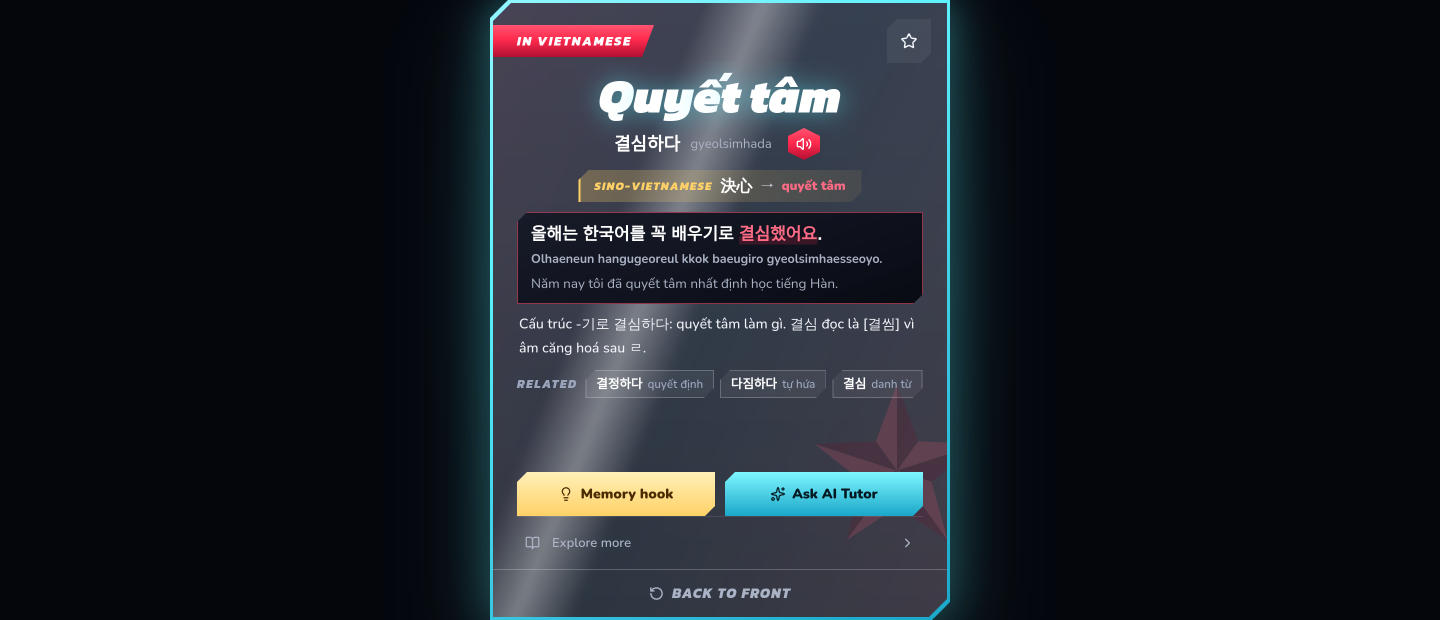 IN VIETNAMESE
Quyết tâm
결심하다 gyeolsimhada
SINO-VIETNAMESE 決心 → quyết tâm
올해는 한국어를 꼭 배우기로 결심했어요.
Olhaeneun hangugeoreul kkok baeugiro gyeolsimhaesseoyo.
Năm nay tôi đã quyết tâm nhất định học tiếng Hàn.
Cấu trúc -기로 결심하다: quyết tâm làm gì. 결심 đọc là [결씸] vì
âm căng hoá sau ㄹ.
RELATED 결정하다 quyết định 다짐하다 tự hứa 결심 danh từ
Memory hook Ask AI Tutor
Explore more
BACK TO FRONT